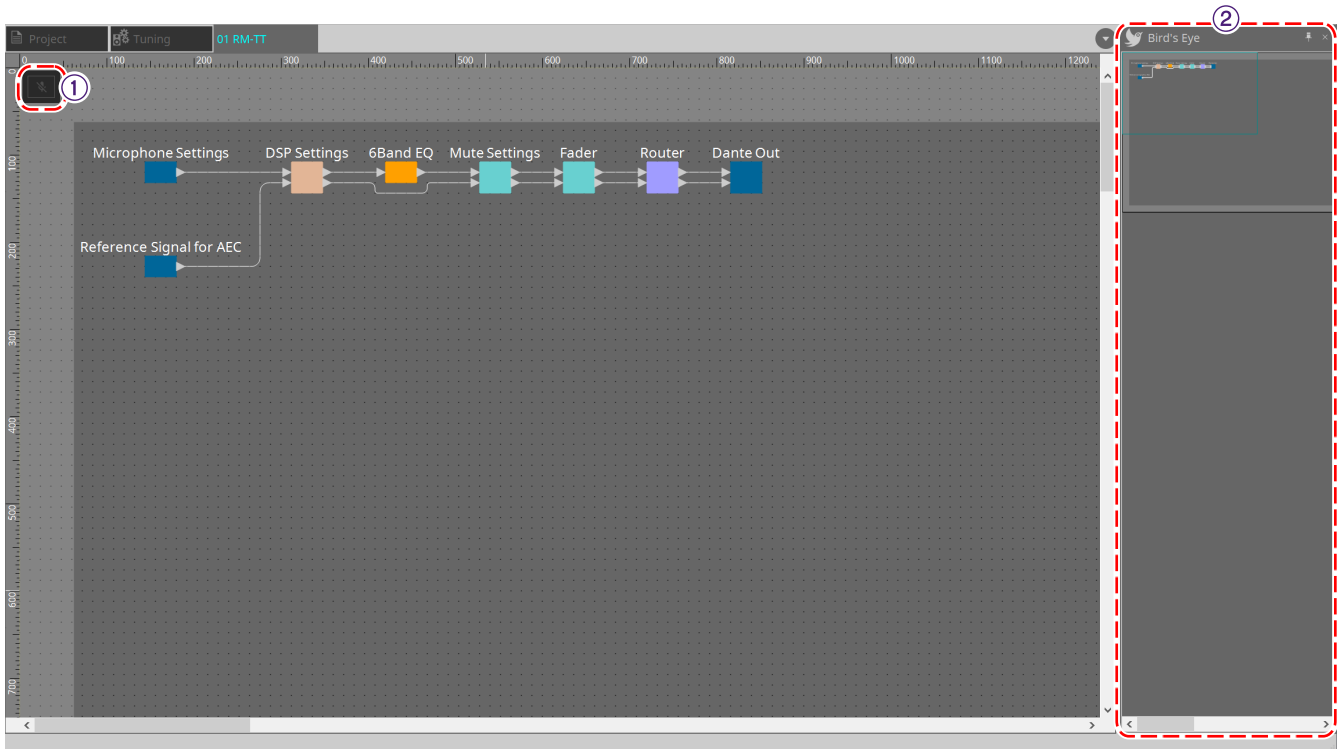 ②
Project
Tuning
01 RM-TT
Bird's Eye
0 100 200 300 400 500 600 700 800 900 1000 1100 1200
0
①
Microphone Settings DSP Settings 6Band EQ Mute Settings Fader Router Dante Out
100
Reference Signal for AEC
200
300
400
500
600
700